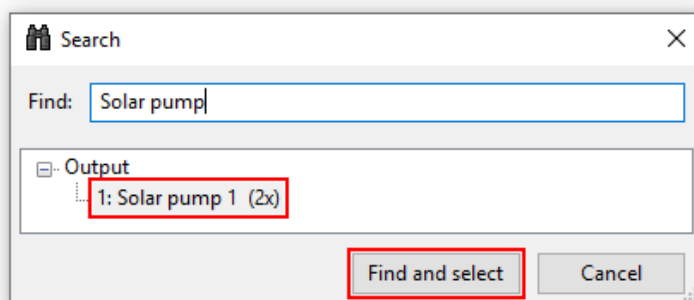 Search
Find: Solar pump
Output
1: Solar pump 1 (2x)
Find and select Cancel